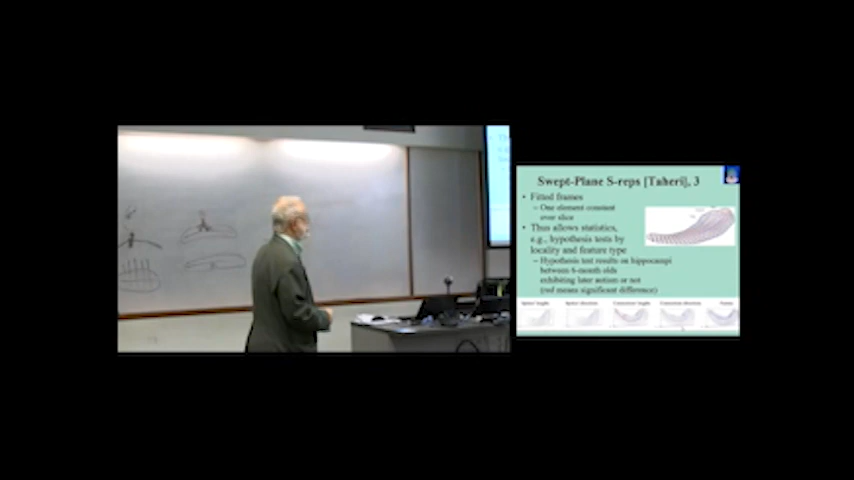 Swept-Plane S-reps [Taheri], 3
• Fitted frames
– One element constant
over slice
• Thus allows statistics,
e.g., hypothesis tests by
locality and feature type
– Hypothesis test results on hippocampi
between 6-month olds
exhibiting later autism or not
(red means significant difference)